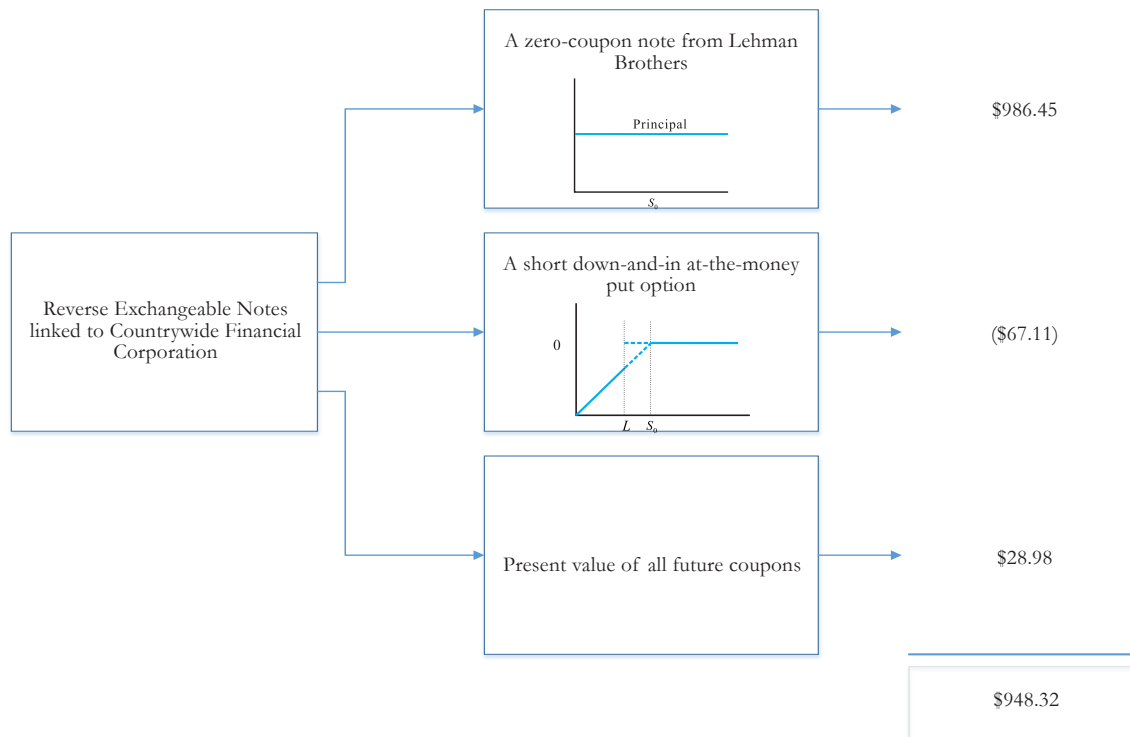 A zero-coupon note from Lehman
Brothers
Principal
S₀
$986.45
Reverse Exchangeable Notes
linked to Countrywide Financial
Corporation
A short down-and-in at-the-money
put option
0
L S₀
($67.11)
Present value of all future coupons
$28.98
$948.32